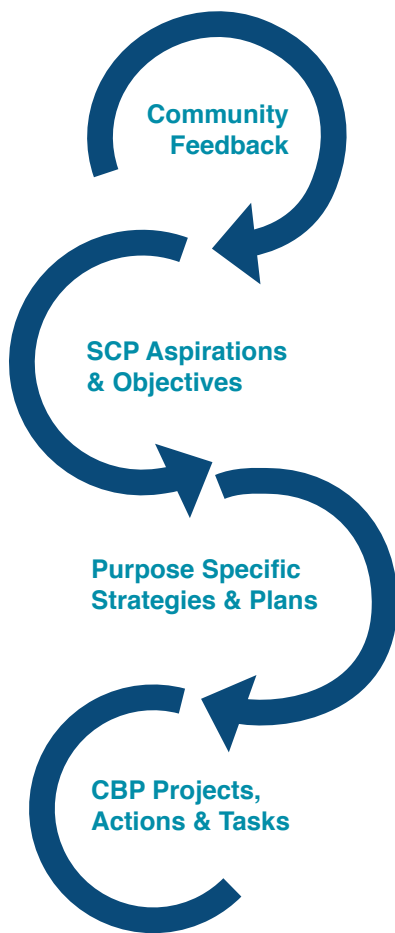 Community
Feedback
SCP Aspirations
& Objectives
Purpose Specific
Strategies & Plans
CBP Projects,
Actions & Tasks